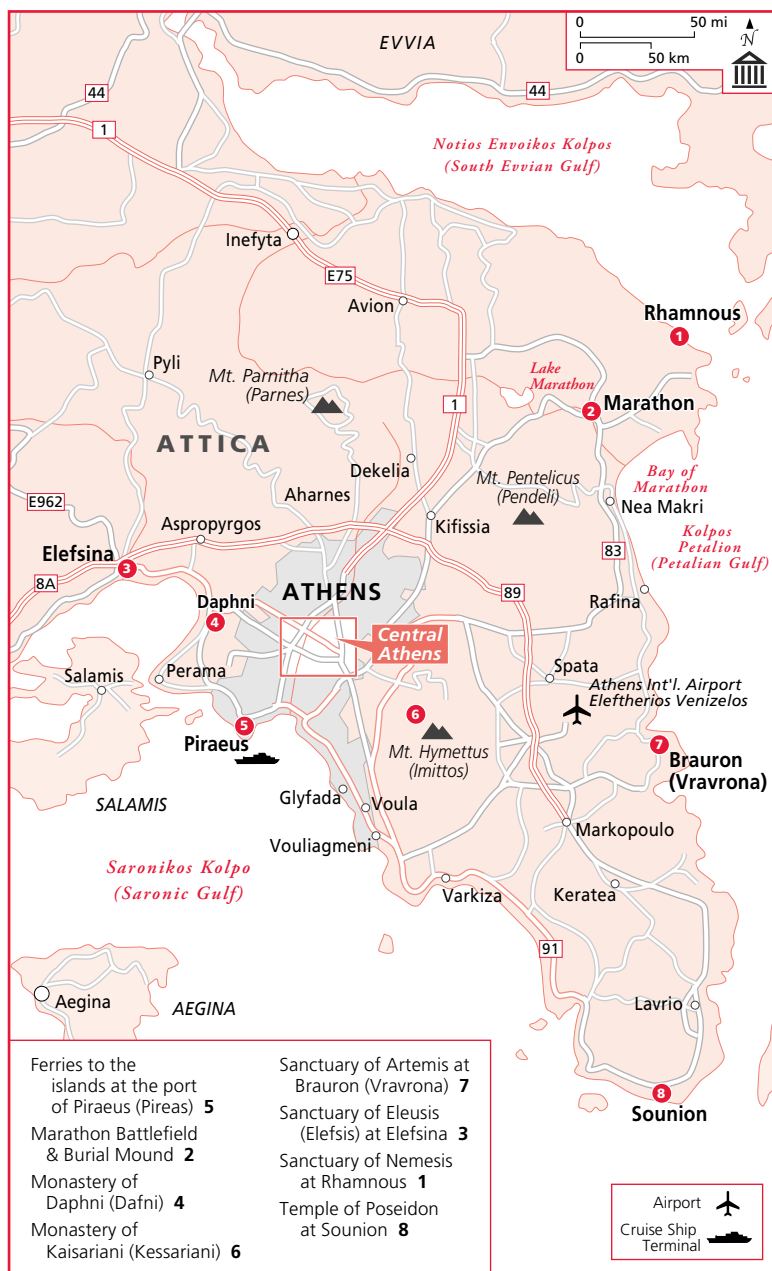 EVVIA
0 50 mi
0 50 km
N
44
44
1
Notios Envoikos Kolpos
(South Evvian Gulf)
Inefyta
E75
Avion
Rhamnous
1
Pyli
Mt. Parnitha
(Parnes)
Lake
Marathon
1
2 Marathon
ATTICA
Dekelia
Mt. Pentelicus
(Pendeli)
Bay of
Marathon
Aharnes
E962
Nea Makri
Aspropyrgos
Kifissia
Kolpos
Petalion
(Petalian Gulf)
Elefsina
3
83
8A
ATHENS
89
Daphni
4
Rafina
Central
Athens
Salamis
Perama
Spata
Athens Int'l. Airport
Eleftherios Venizelos
6
5
Piraeus
Mt. Hymettus
(Imittos)
7
Brauron
(Vravrona)
SALAMIS
Glyfada
Voula
Vouliagmeni
Markopoulo
Saronikos Kolpo
(Saronic Gulf)
Varkiza
Keratea
91
Aegina
AEGINA
Lavrio
8
Sounion
Ferries to the
islands at the port
of Piraeus (Pireas) 5
Marathon Battlefield
& Burial Mound 2
Monastery of
Daphni (Dafni) 4
Monastery of
Kaisariani (Kessariani) 6
Sanctuary of Artemis at
Brauron (Vravrona) 7
Sanctuary of Eleusis
(Elefsis) at Elefsina 3
Sanctuary of Nemesis
at Rhamnous 1
Temple of Poseidon
at Sounion 8
Airport
Cruise Ship
Terminal